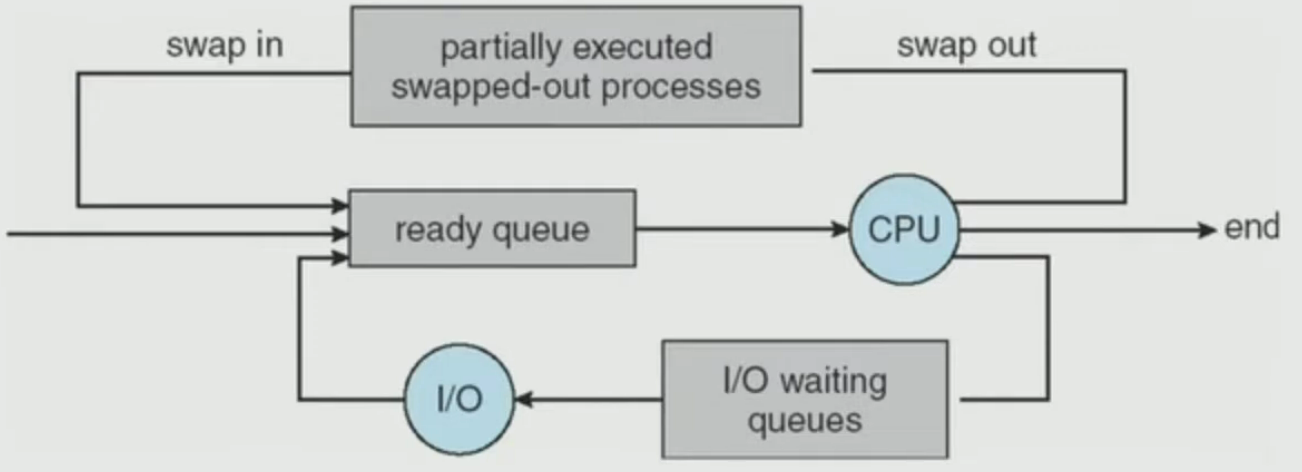 swap in
partially executed
swapped-out processes
swap out
ready queue
CPU
end
I/O
I/O waiting
queues